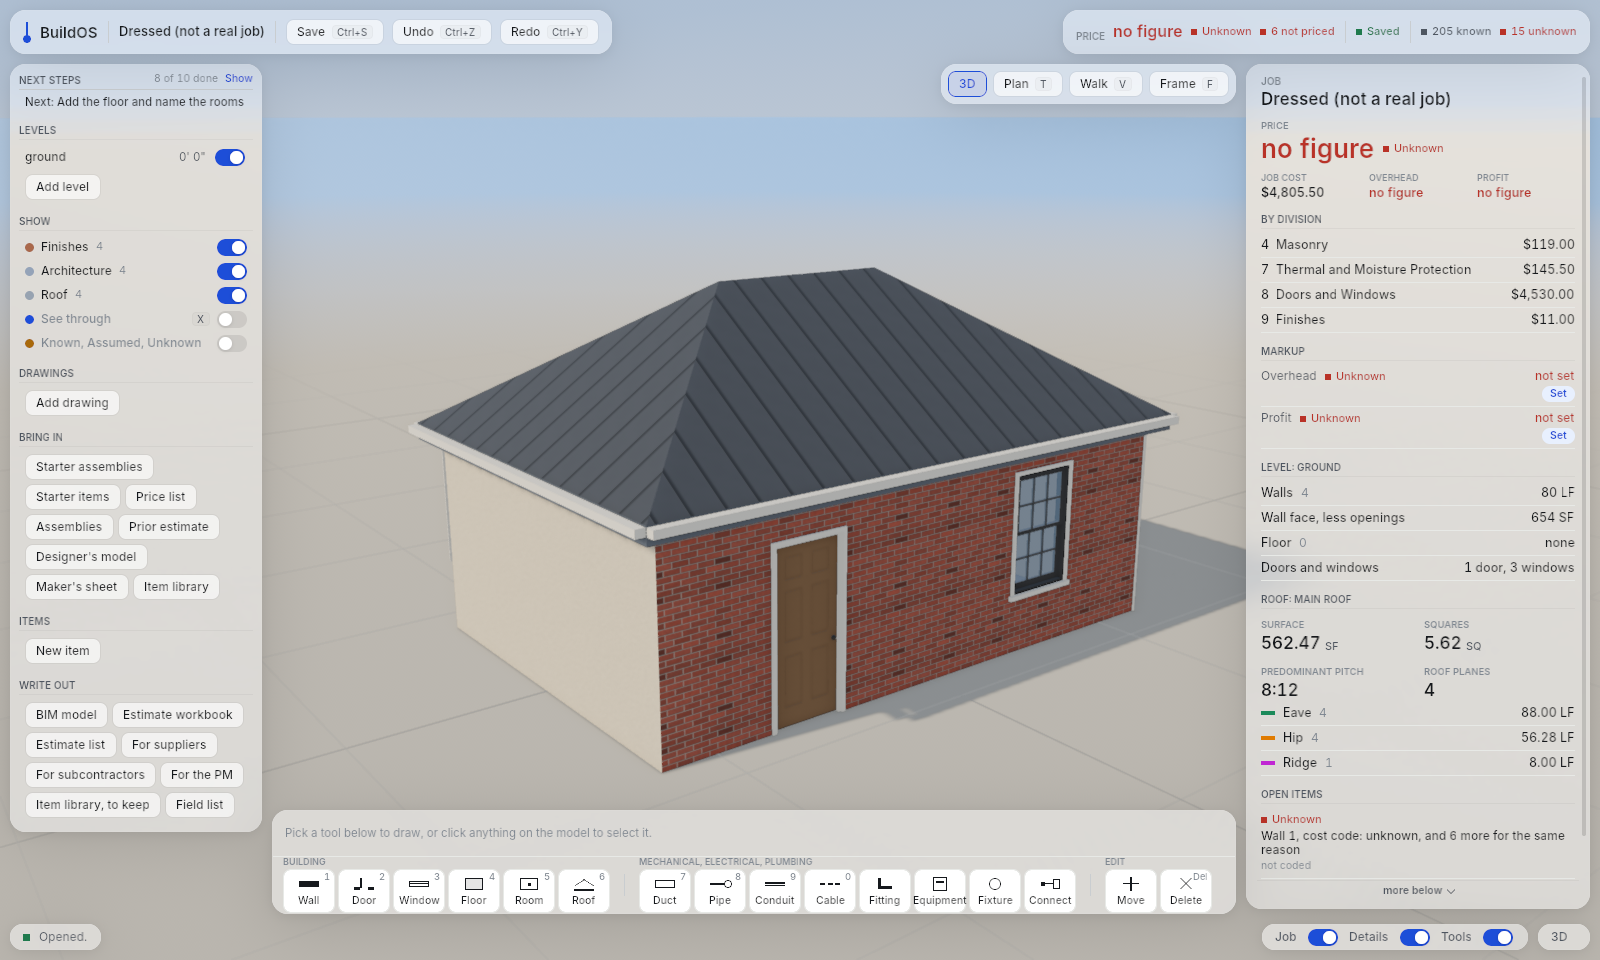 BuildOS
Dressed (not a real job)
Save Ctrl+S
Undo Ctrl+Z
Redo Ctrl+Y
PRICE no figure Unknown 6 not priced Saved 205 known 15 unknown
3D
Plan T
Walk V
Frame F
NEXT STEPS 8 of 10 done Show
Next: Add the floor and name the rooms
LEVELS
ground 0' 0"
Add level
SHOW
Finishes 4
Architecture 4
Roof 4
See through X
Known, Assumed, Unknown
DRAWINGS
Add drawing
BRING IN
Starter assemblies
Starter items Price list
Assemblies Prior estimate
Designer's model
Maker's sheet Item library
ITEMS
New item
WRITE OUT
BIM model Estimate workbook
Estimate list For suppliers
For subcontractors For the PM
Item library, to keep Field list
Opened.
Pick a tool below to draw, or click anything on the model to select it.
BUILDING
1 Wall
2 Door
3 Window
4 Floor
5 Room
6 Roof
MECHANICAL, ELECTRICAL, PLUMBING
7 Duct
8 Pipe
9 Conduit
0 Cable
Fitting
Equipment
Fixture
Connect
EDIT
Move
Del Delete
JOB
Dressed (not a real job)
PRICE
no figure Unknown
JOB COST OVERHEAD PROFIT
$4,805.50 no figure no figure
BY DIVISION
4 Masonry $119.00
7 Thermal and Moisture Protection $145.50
8 Doors and Windows $4,530.00
9 Finishes $11.00
MARKUP
Overhead Unknown not set
Set
Profit Unknown not set
Set
LEVEL: GROUND
Walls 4 80 LF
Wall face, less openings 654 SF
Floor 0 none
Doors and windows 1 door, 3 windows
ROOF: MAIN ROOF
SURFACE SQUARES
562.47 SF 5.62 SQ
PREDOMINANT PITCH ROOF PLANES
8:12 4
Eave 4 88.00 LF
Hip 4 56.28 LF
Ridge 1 8.00 LF
OPEN ITEMS
Unknown
Wall 1, cost code: unknown, and 6 more for the same
reason
not coded
more below
Job Details Tools 3D